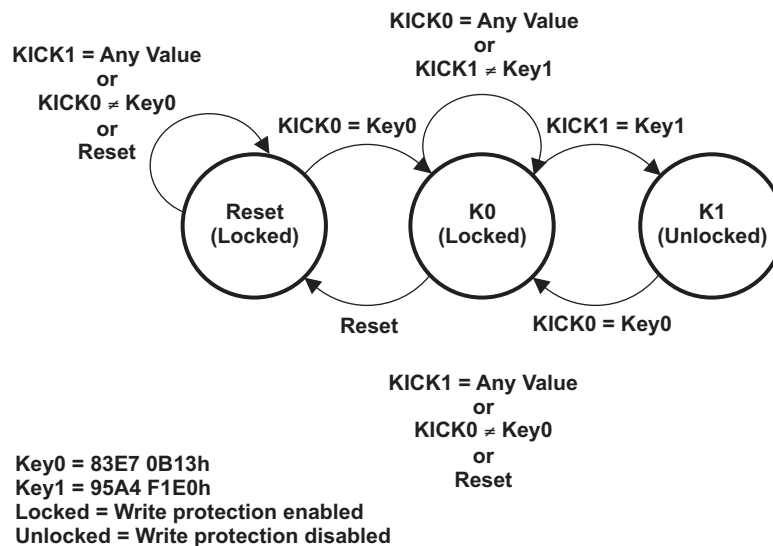 KICK1 = Any Value
or
KICK0 ≠ Key0
or
Reset
KICK0 = Any Value
or
KICK1 ≠ Key1
KICK0 = Key0
KICK1 = Key1
Reset
(Locked)
K0
(Locked)
K1
(Unlocked)
Reset
KICK0 = Key0
KICK1 = Any Value
or
KICK0 ≠ Key0
or
Reset
Key0 = 83E7 0B13h
Key1 = 95A4 F1E0h
Locked = Write protection enabled
Unlocked = Write protection disabled